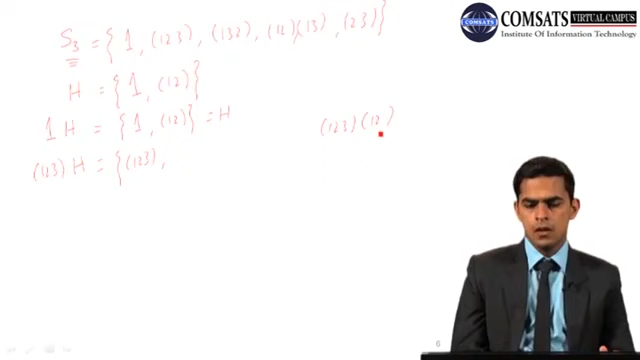 COMSATS VIRTUAL CAMPUS
Institute Of Information Technology
S3 = { 1, (123), (132), (12), (13), (23) }
H = { 1, (12) }
1 H = { 1, (12) } = H
(123)(12)
(123) H = { (123),
6